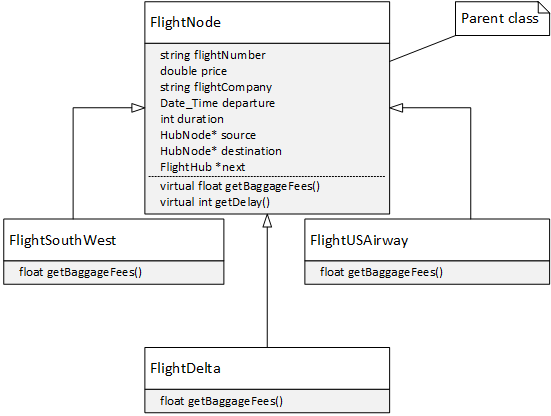 FlightNode
Parent class
string flightNumber
double price
string flightCompany
Date_Time departure
int duration
HubNode* source
HubNode* destination
FlightHub *next
virtual float getBaggageFees()
virtual int getDelay()
FlightSouthWest
float getBaggageFees()
FlightUSAirway
float getBaggageFees()
FlightDelta
float getBaggageFees()